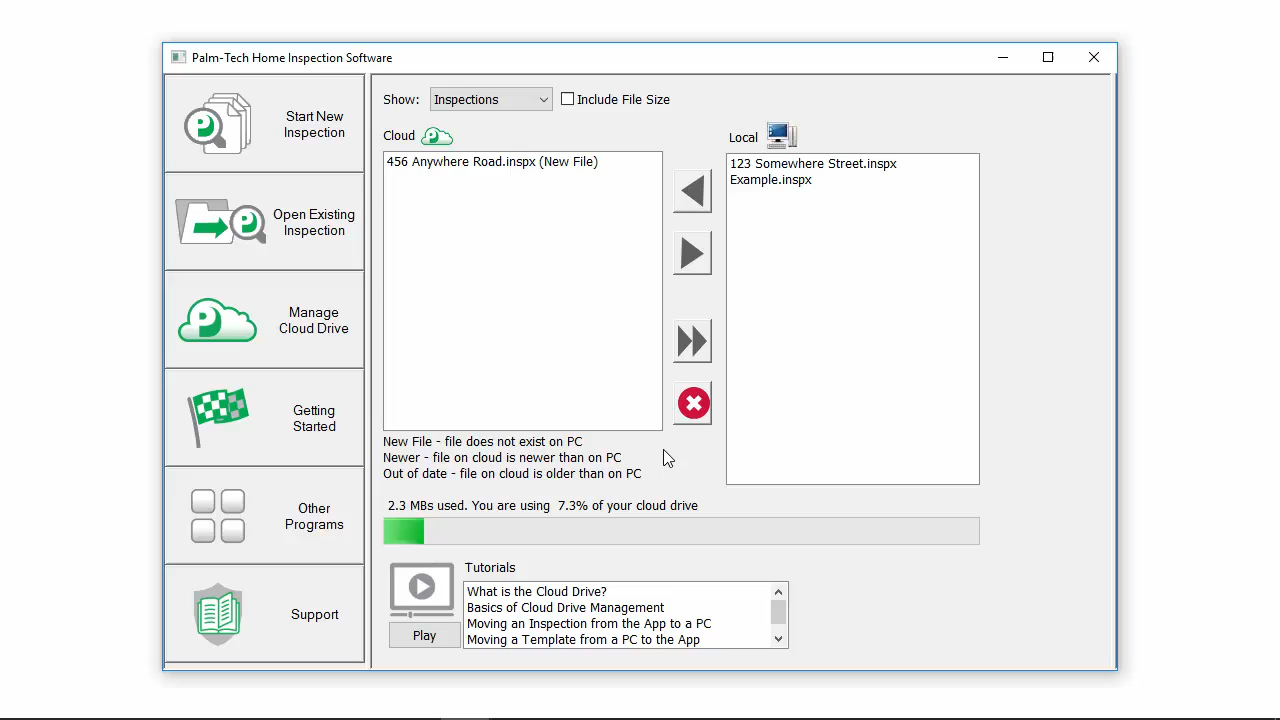 Palm-Tech Home Inspection Software
Start New
Inspection
Open Existing
Inspection
Manage
Cloud Drive
Getting
Started
Other
Programs
Support
Show: Inspections Include File Size
Cloud
456 Anywhere Road.inspx (New File)
Local
123 Somewhere Street.inspx
Example.inspx
New File - file does not exist on PC
Newer - file on cloud is newer than on PC
Out of date - file on cloud is older than on PC
2.3 MBs used. You are using 7.3% of your cloud drive
Tutorials
What is the Cloud Drive?
Basics of Cloud Drive Management
Moving an Inspection from the App to a PC
Moving a Template from a PC to the App
Play